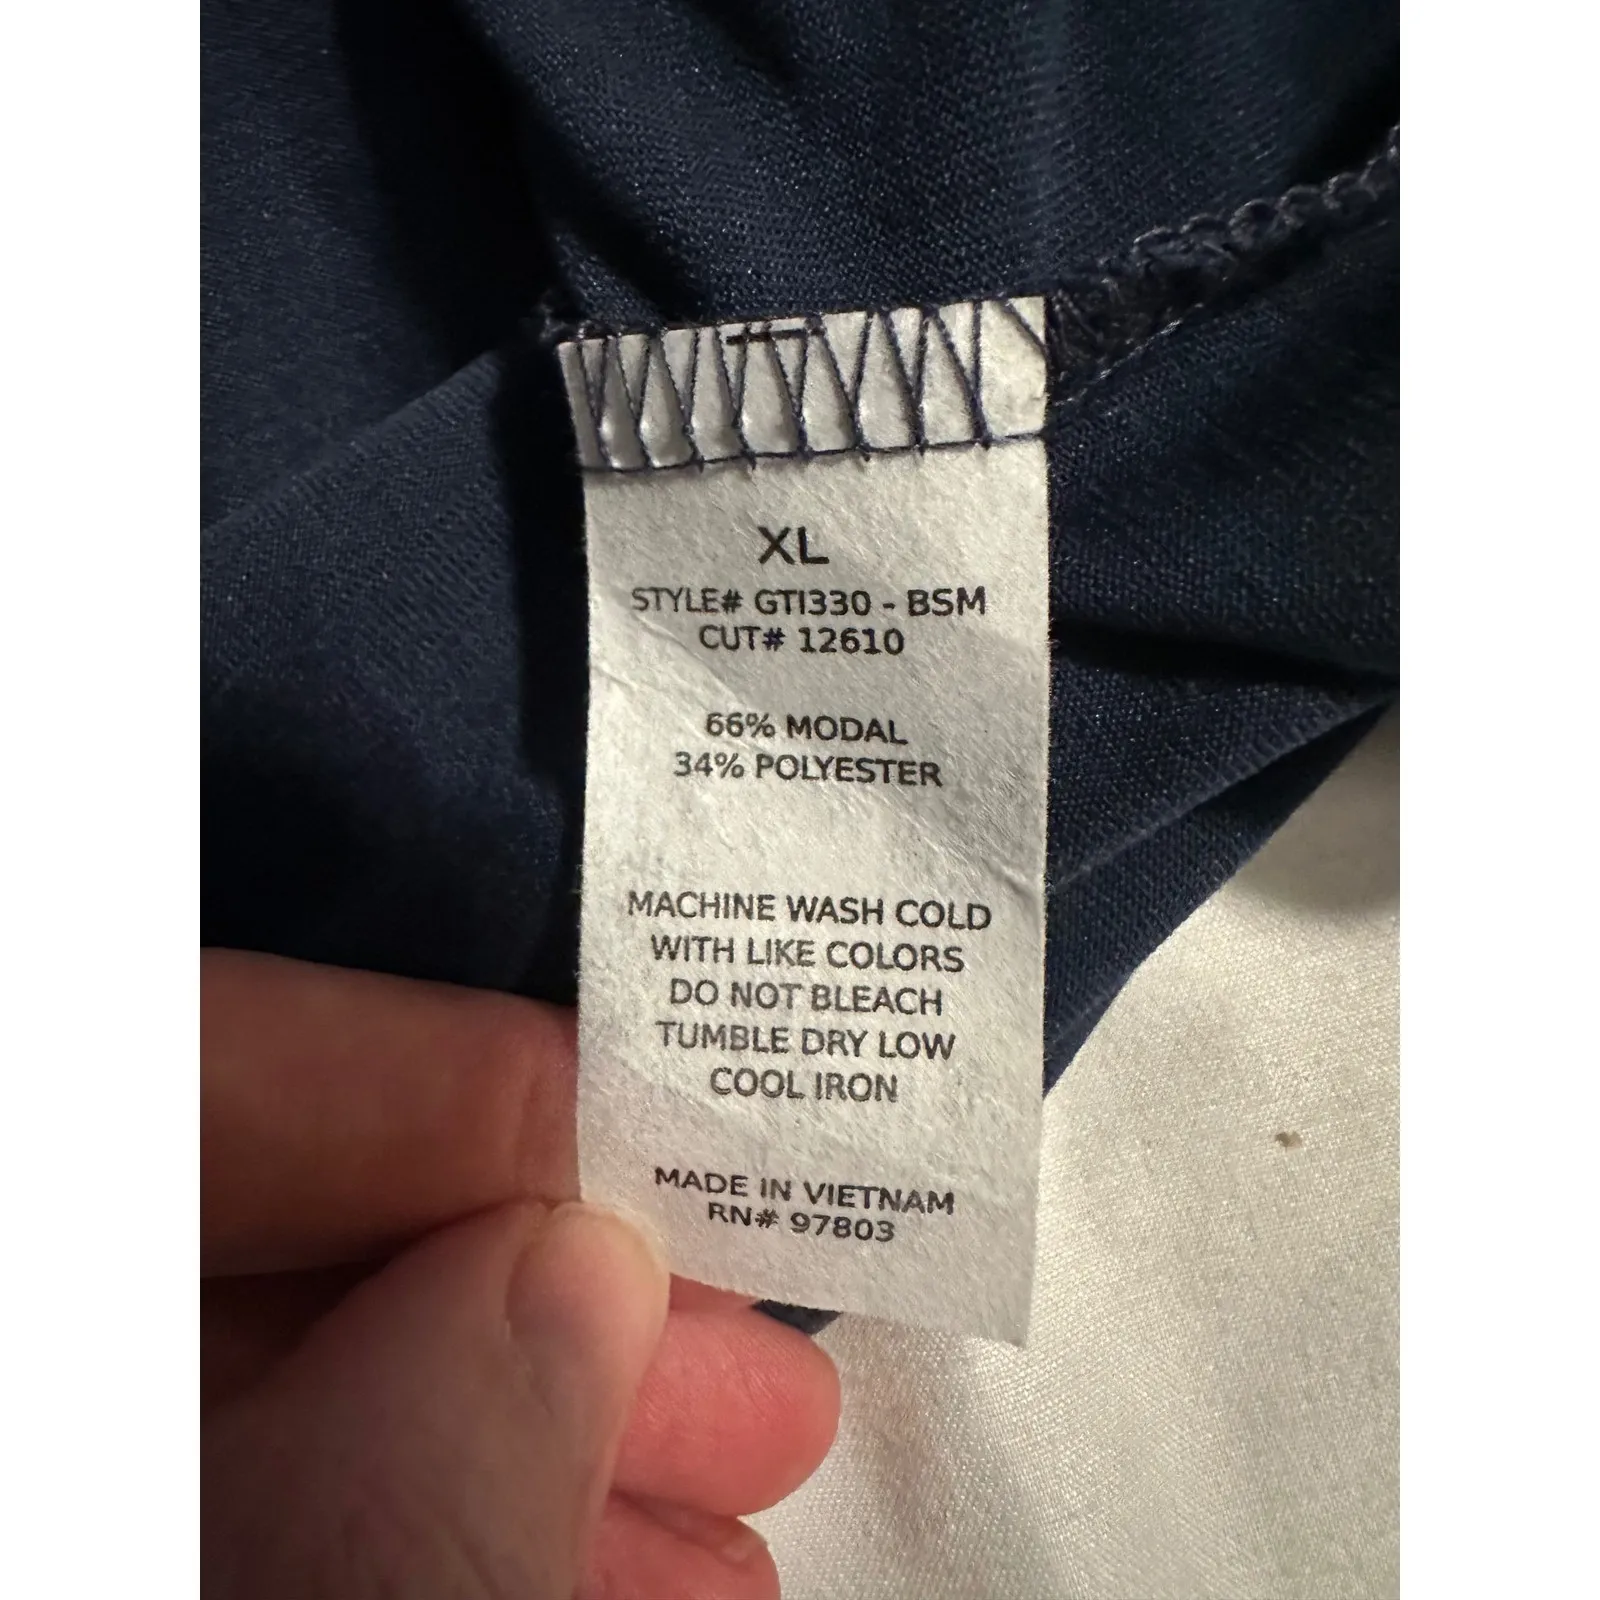 XL
STYLE# GTI330 - BSM
CUT# 12610
66% MODAL
34% POLYESTER
MACHINE WASH COLD
WITH LIKE COLORS
DO NOT BLEACH
TUMBLE DRY LOW
COOL IRON
MADE IN VIETNAM
RN# 97803